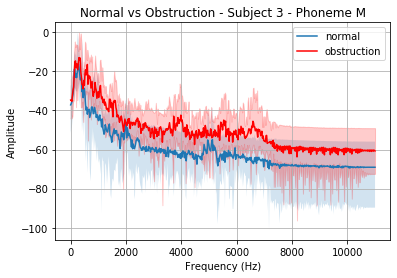 Normal vs Obstruction - Subject 3 - Phoneme M
normal
obstruction
Amplitude
0
−20
−40
−60
−80
−100
0
2000
4000
6000
8000
10000
Frequency (Hz)